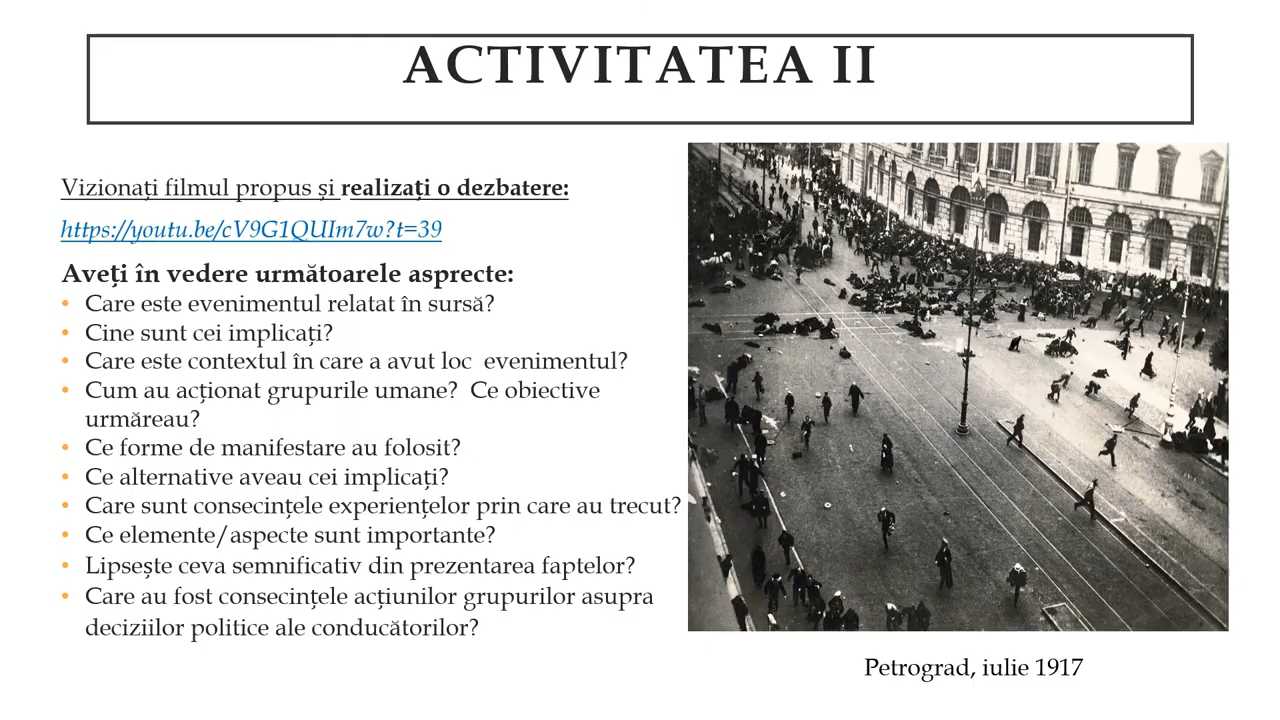 ACTIVITATEA II
Vizionați filmul propus și realizați o dezbatere:
https://youtu.be/cV9G1QUIm7w?t=39
Aveți în vedere următoarele asprecte:
• Care este evenimentul relatat în sursă?
• Cine sunt cei implicați?
• Care este contextul în care a avut loc evenimentul?
• Cum au acționat grupurile umane? Ce obiective
urmăreau?
• Ce forme de manifestare au folosit?
• Ce alternative aveau cei implicați?
• Care sunt consecințele experiențelor prin care au trecut?
• Ce elemente/aspecte sunt importante?
• Lipsește ceva semnificativ din prezentarea faptelor?
• Care au fost consecințele acțiunilor grupurilor asupra
deciziilor politice ale conducătorilor?
Petrograd, iulie 1917